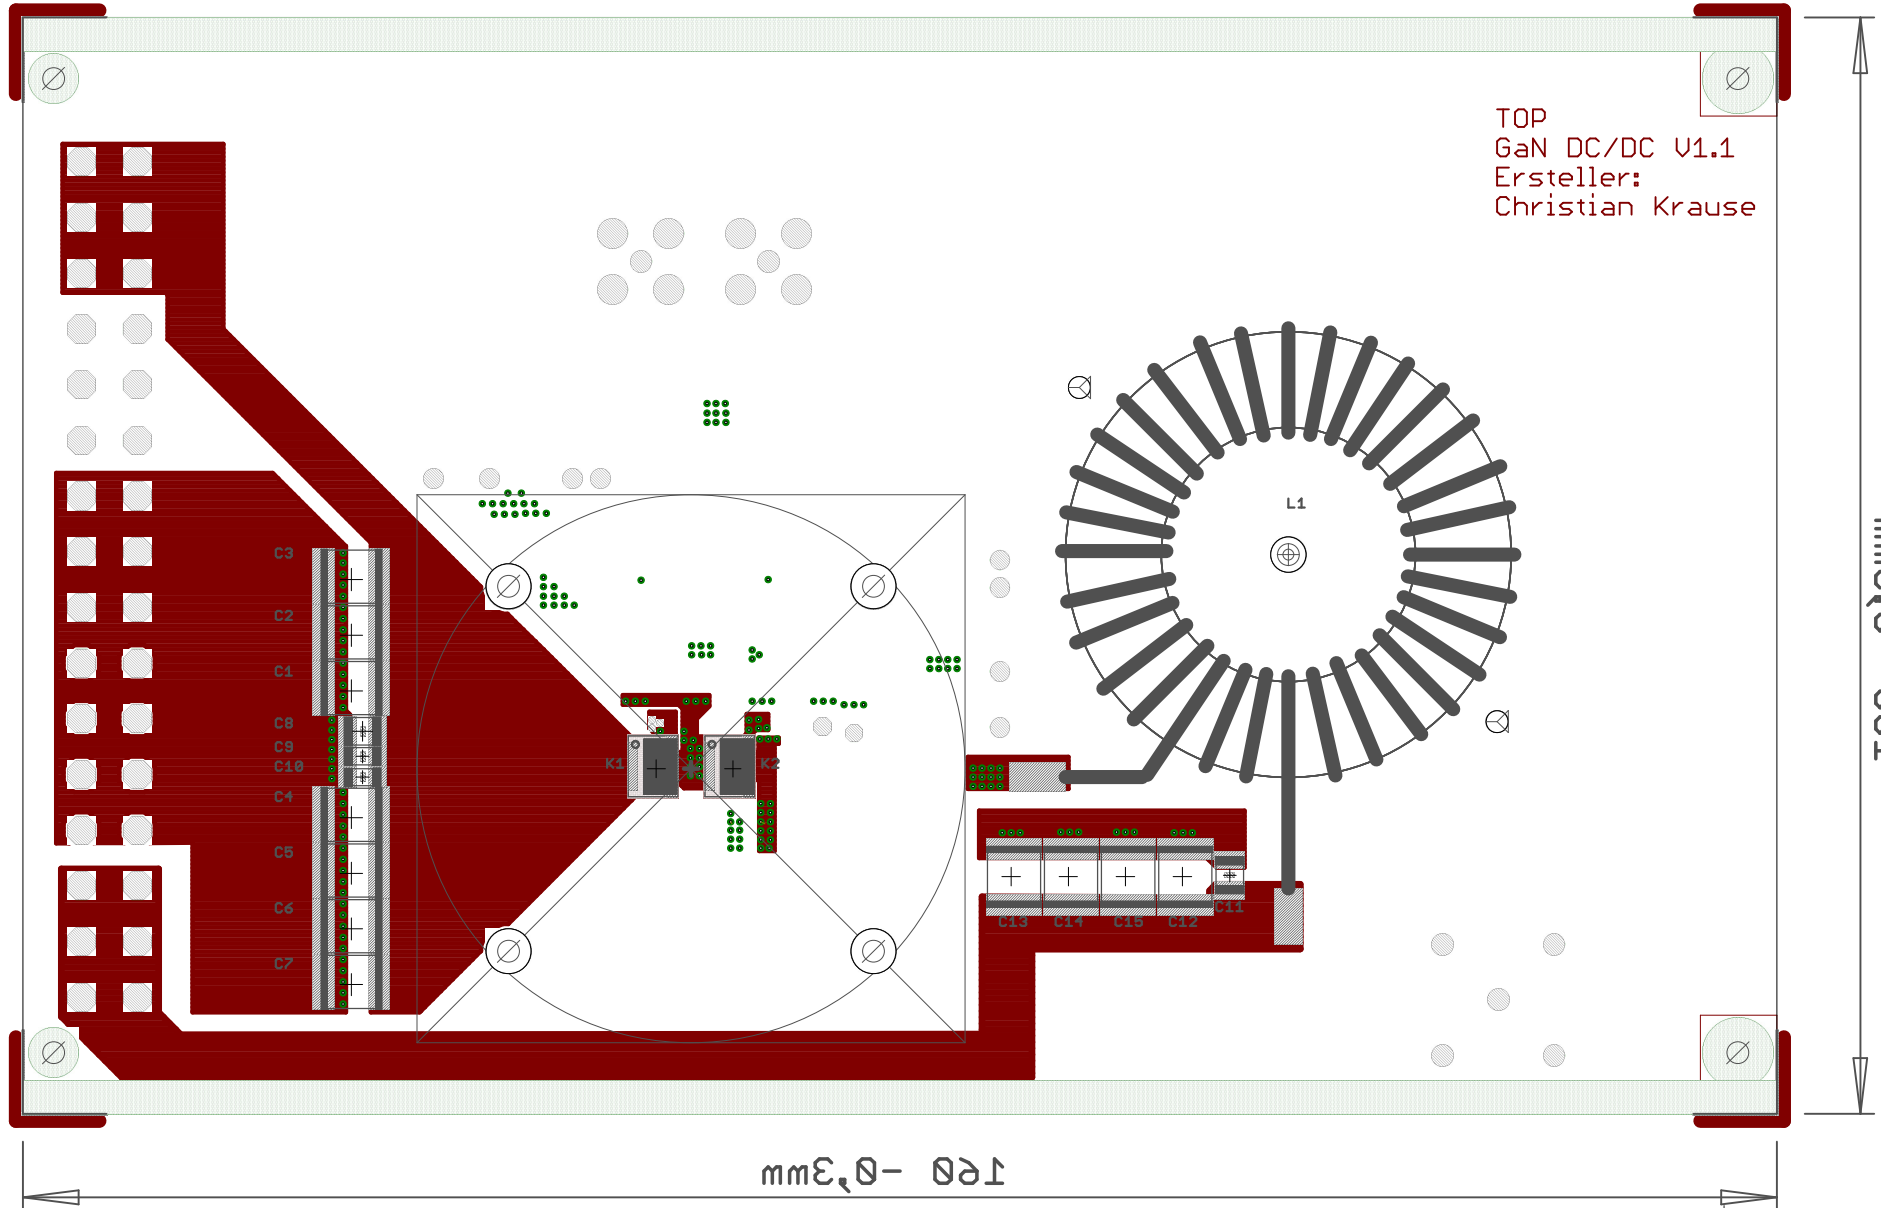 TOP
GaN DC/DC V1.1
Ersteller:
Christian Krause
L1
C3
C2
C1
C8
C9
C10
C4
C5
C6
C7
K1
K2
C13
C14
C15
C12
C11
160 -0,3mm